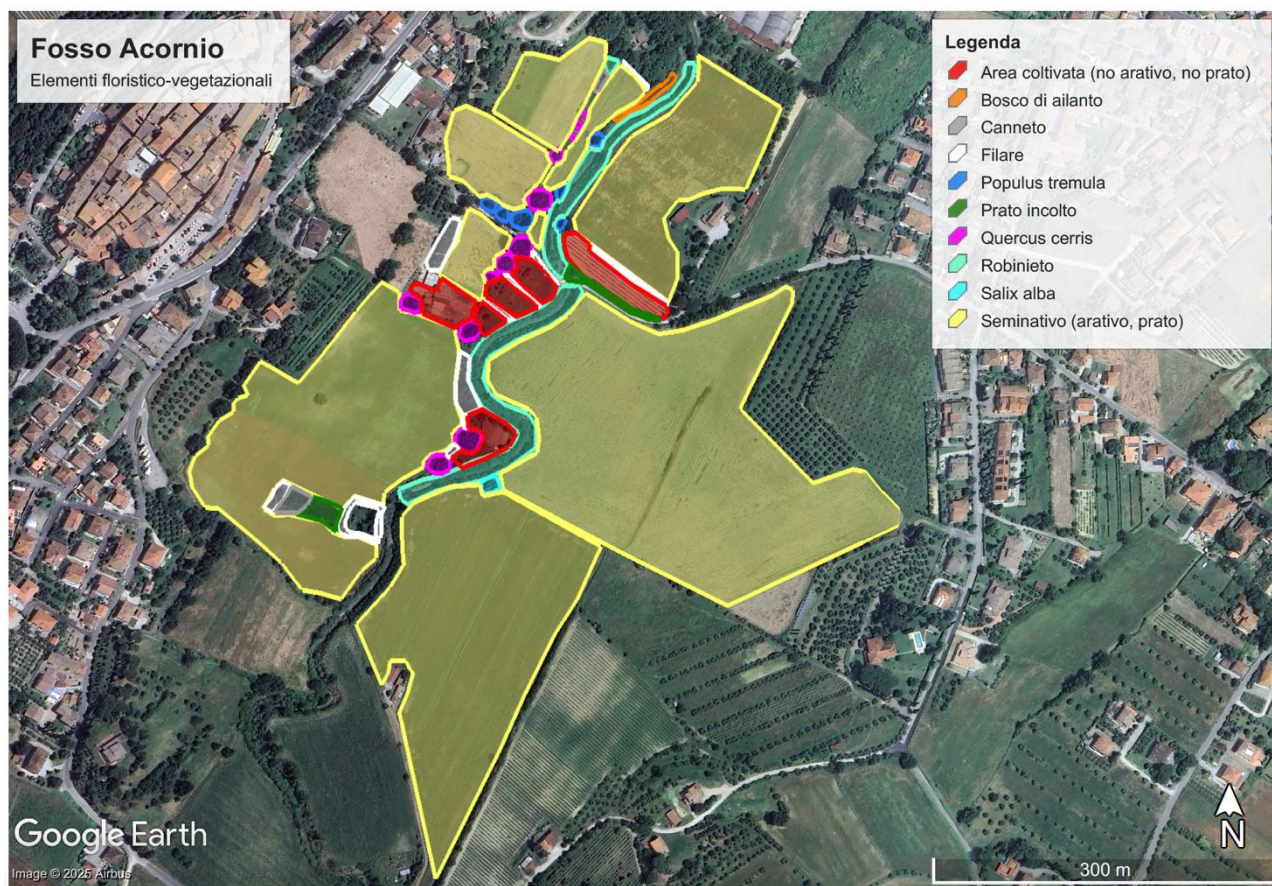 Fosso Acornio
Elementi floristico-vegetazionali
Legenda
Area coltivata (no arativo, no prato)
Bosco di ailanto
Canneto
Filare
Populus tremula
Prato incolto
Quercus cerris
Robinieto
Salix alba
Seminativo (arativo, prato)
N
Google Earth
Image © 2025 Airbus
300 m